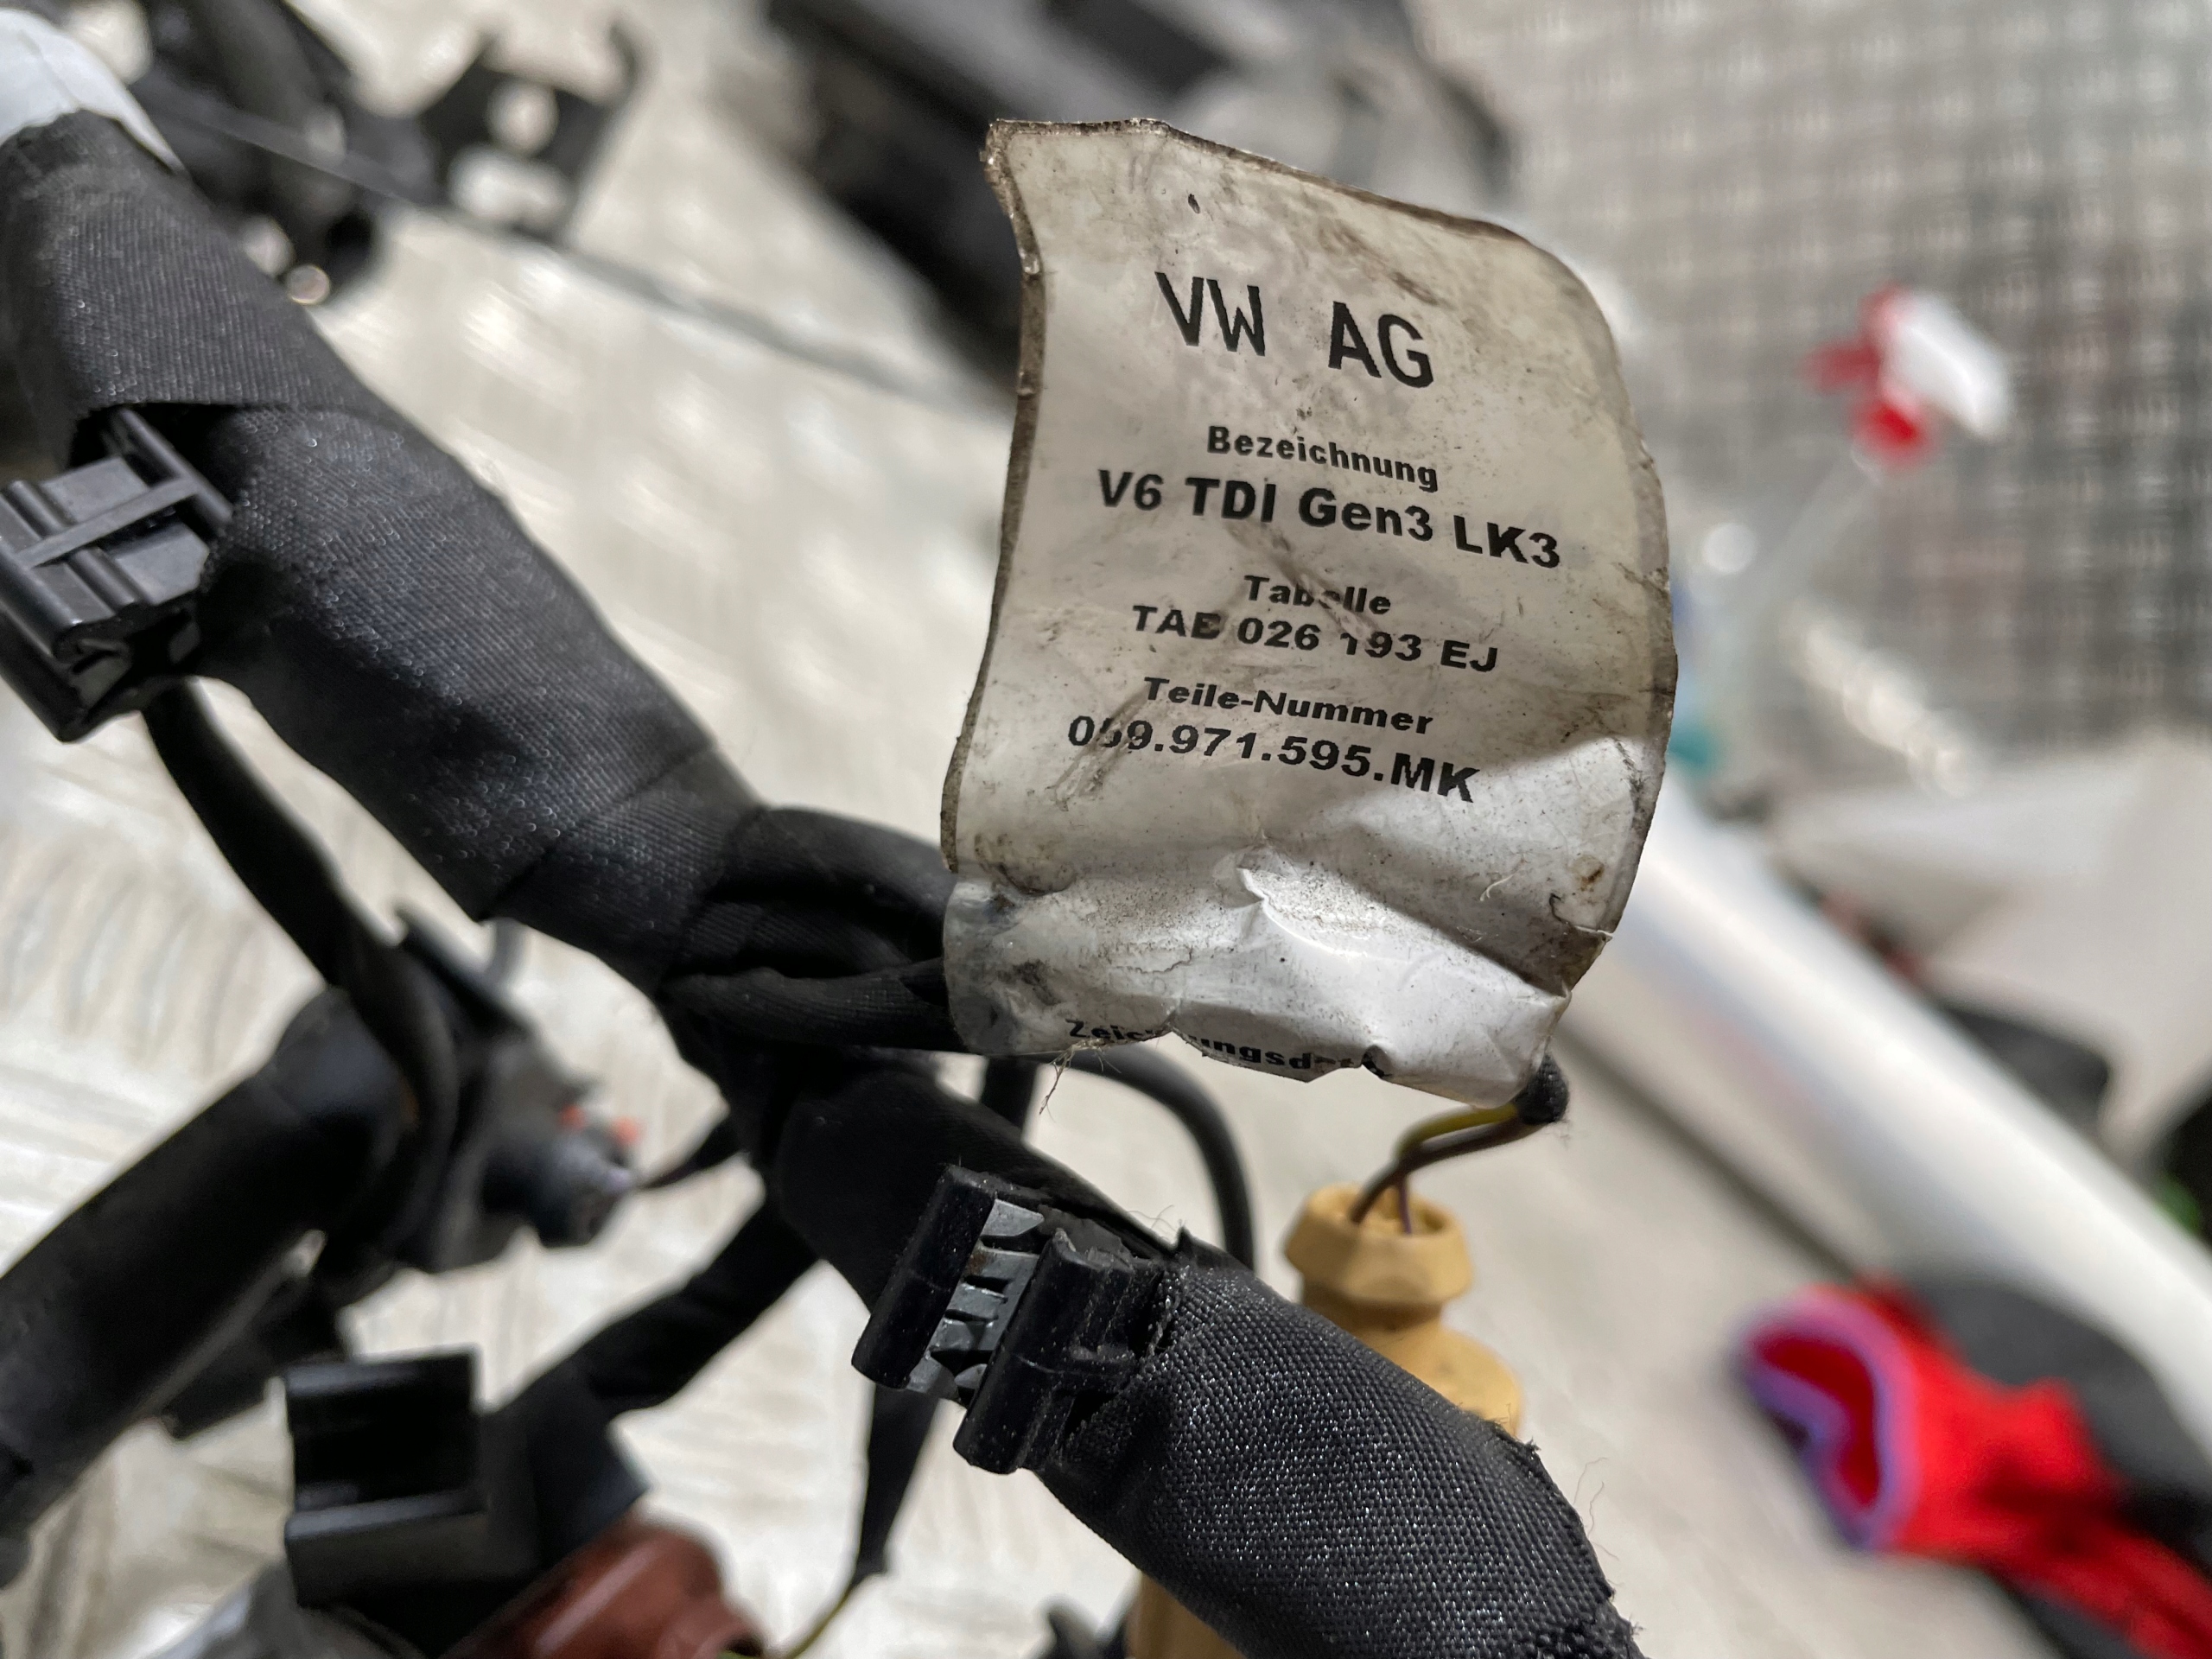 VW AG
Bezeichnung
V6 TDI Gen3 LK3
Tabelle
TAB 026 193 EJ
Teile-Nummer
059.971.595.MK